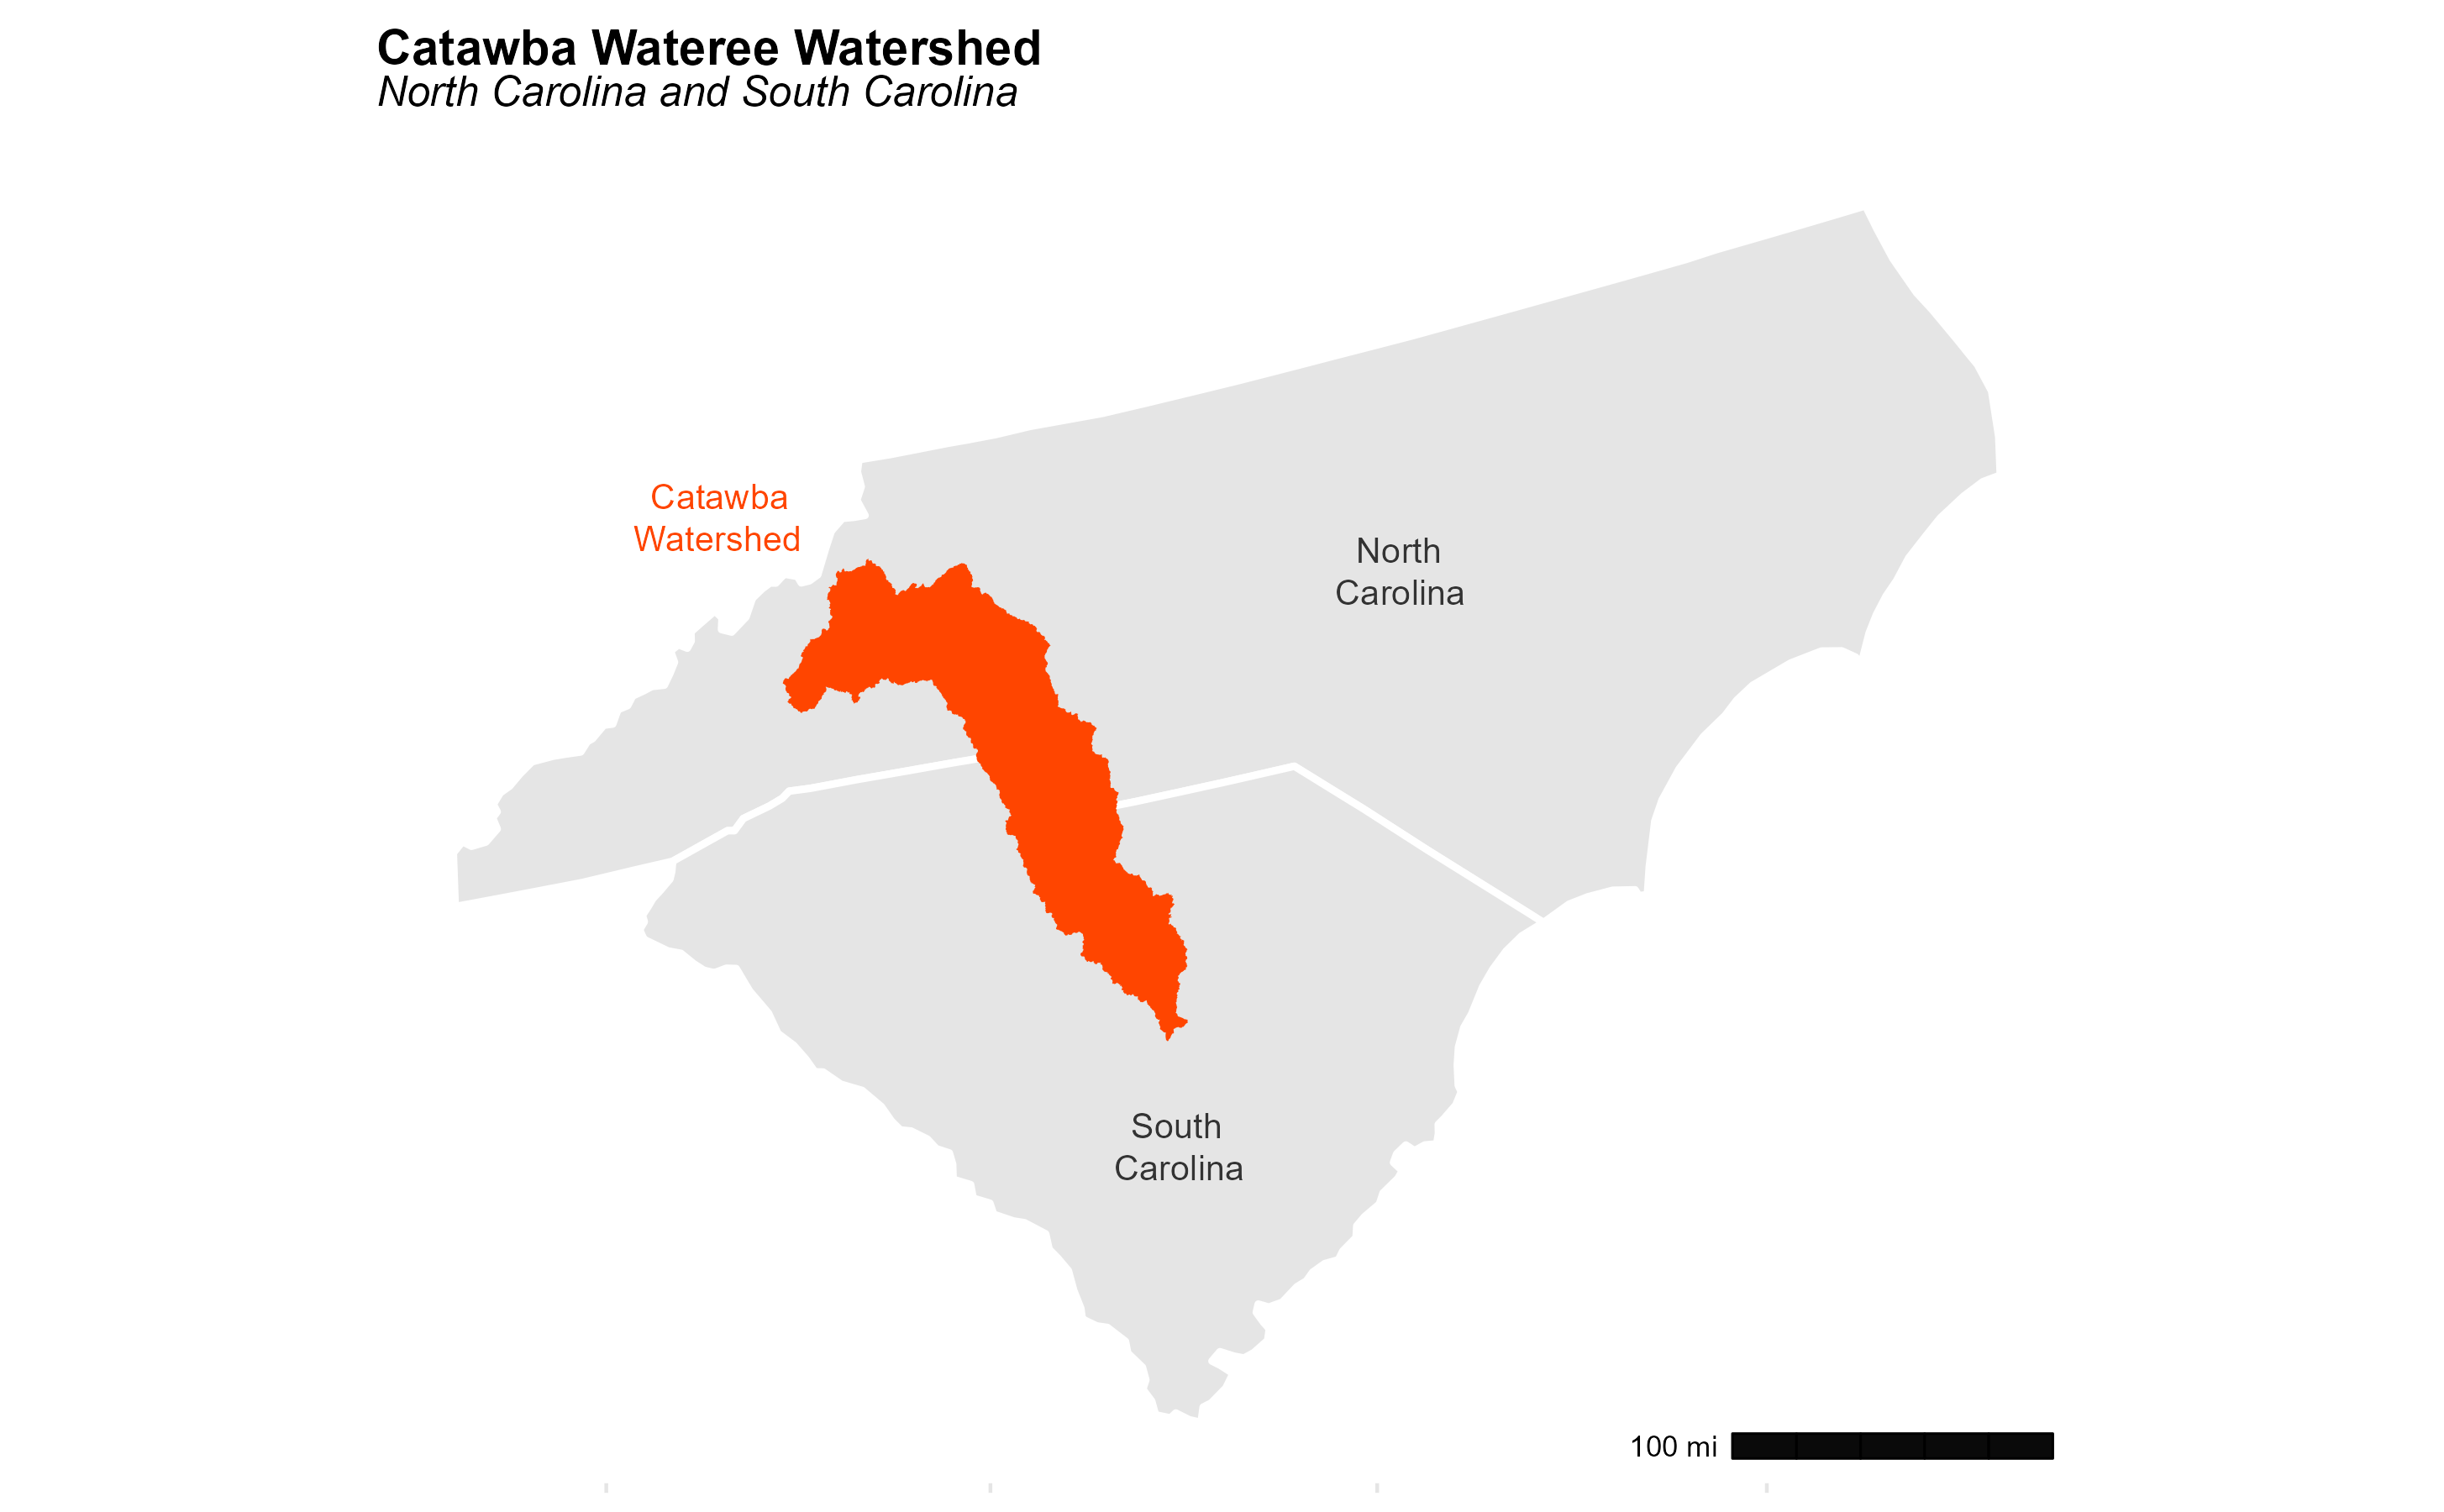 Catawba Wateree Watershed
North Carolina and South Carolina
Catawba
Watershed
North
Carolina
South
Carolina
100 mi